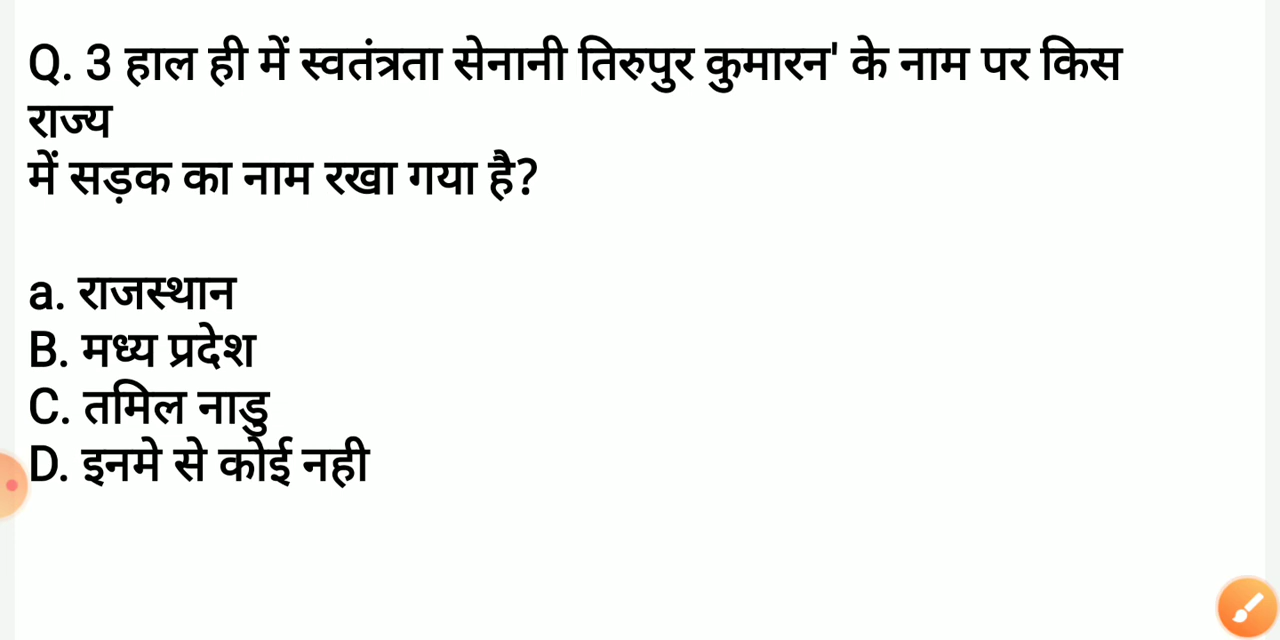 Q. 3 हाल ही में स्वतंत्रता सेनानी तिरुपुर कुमारन' के नाम पर किस
राज्य
में सड़क का नाम रखा गया है?
a. राजस्थान
B. मध्य प्रदेश
C. तमिल नाडु
D. इनमे से कोई नही